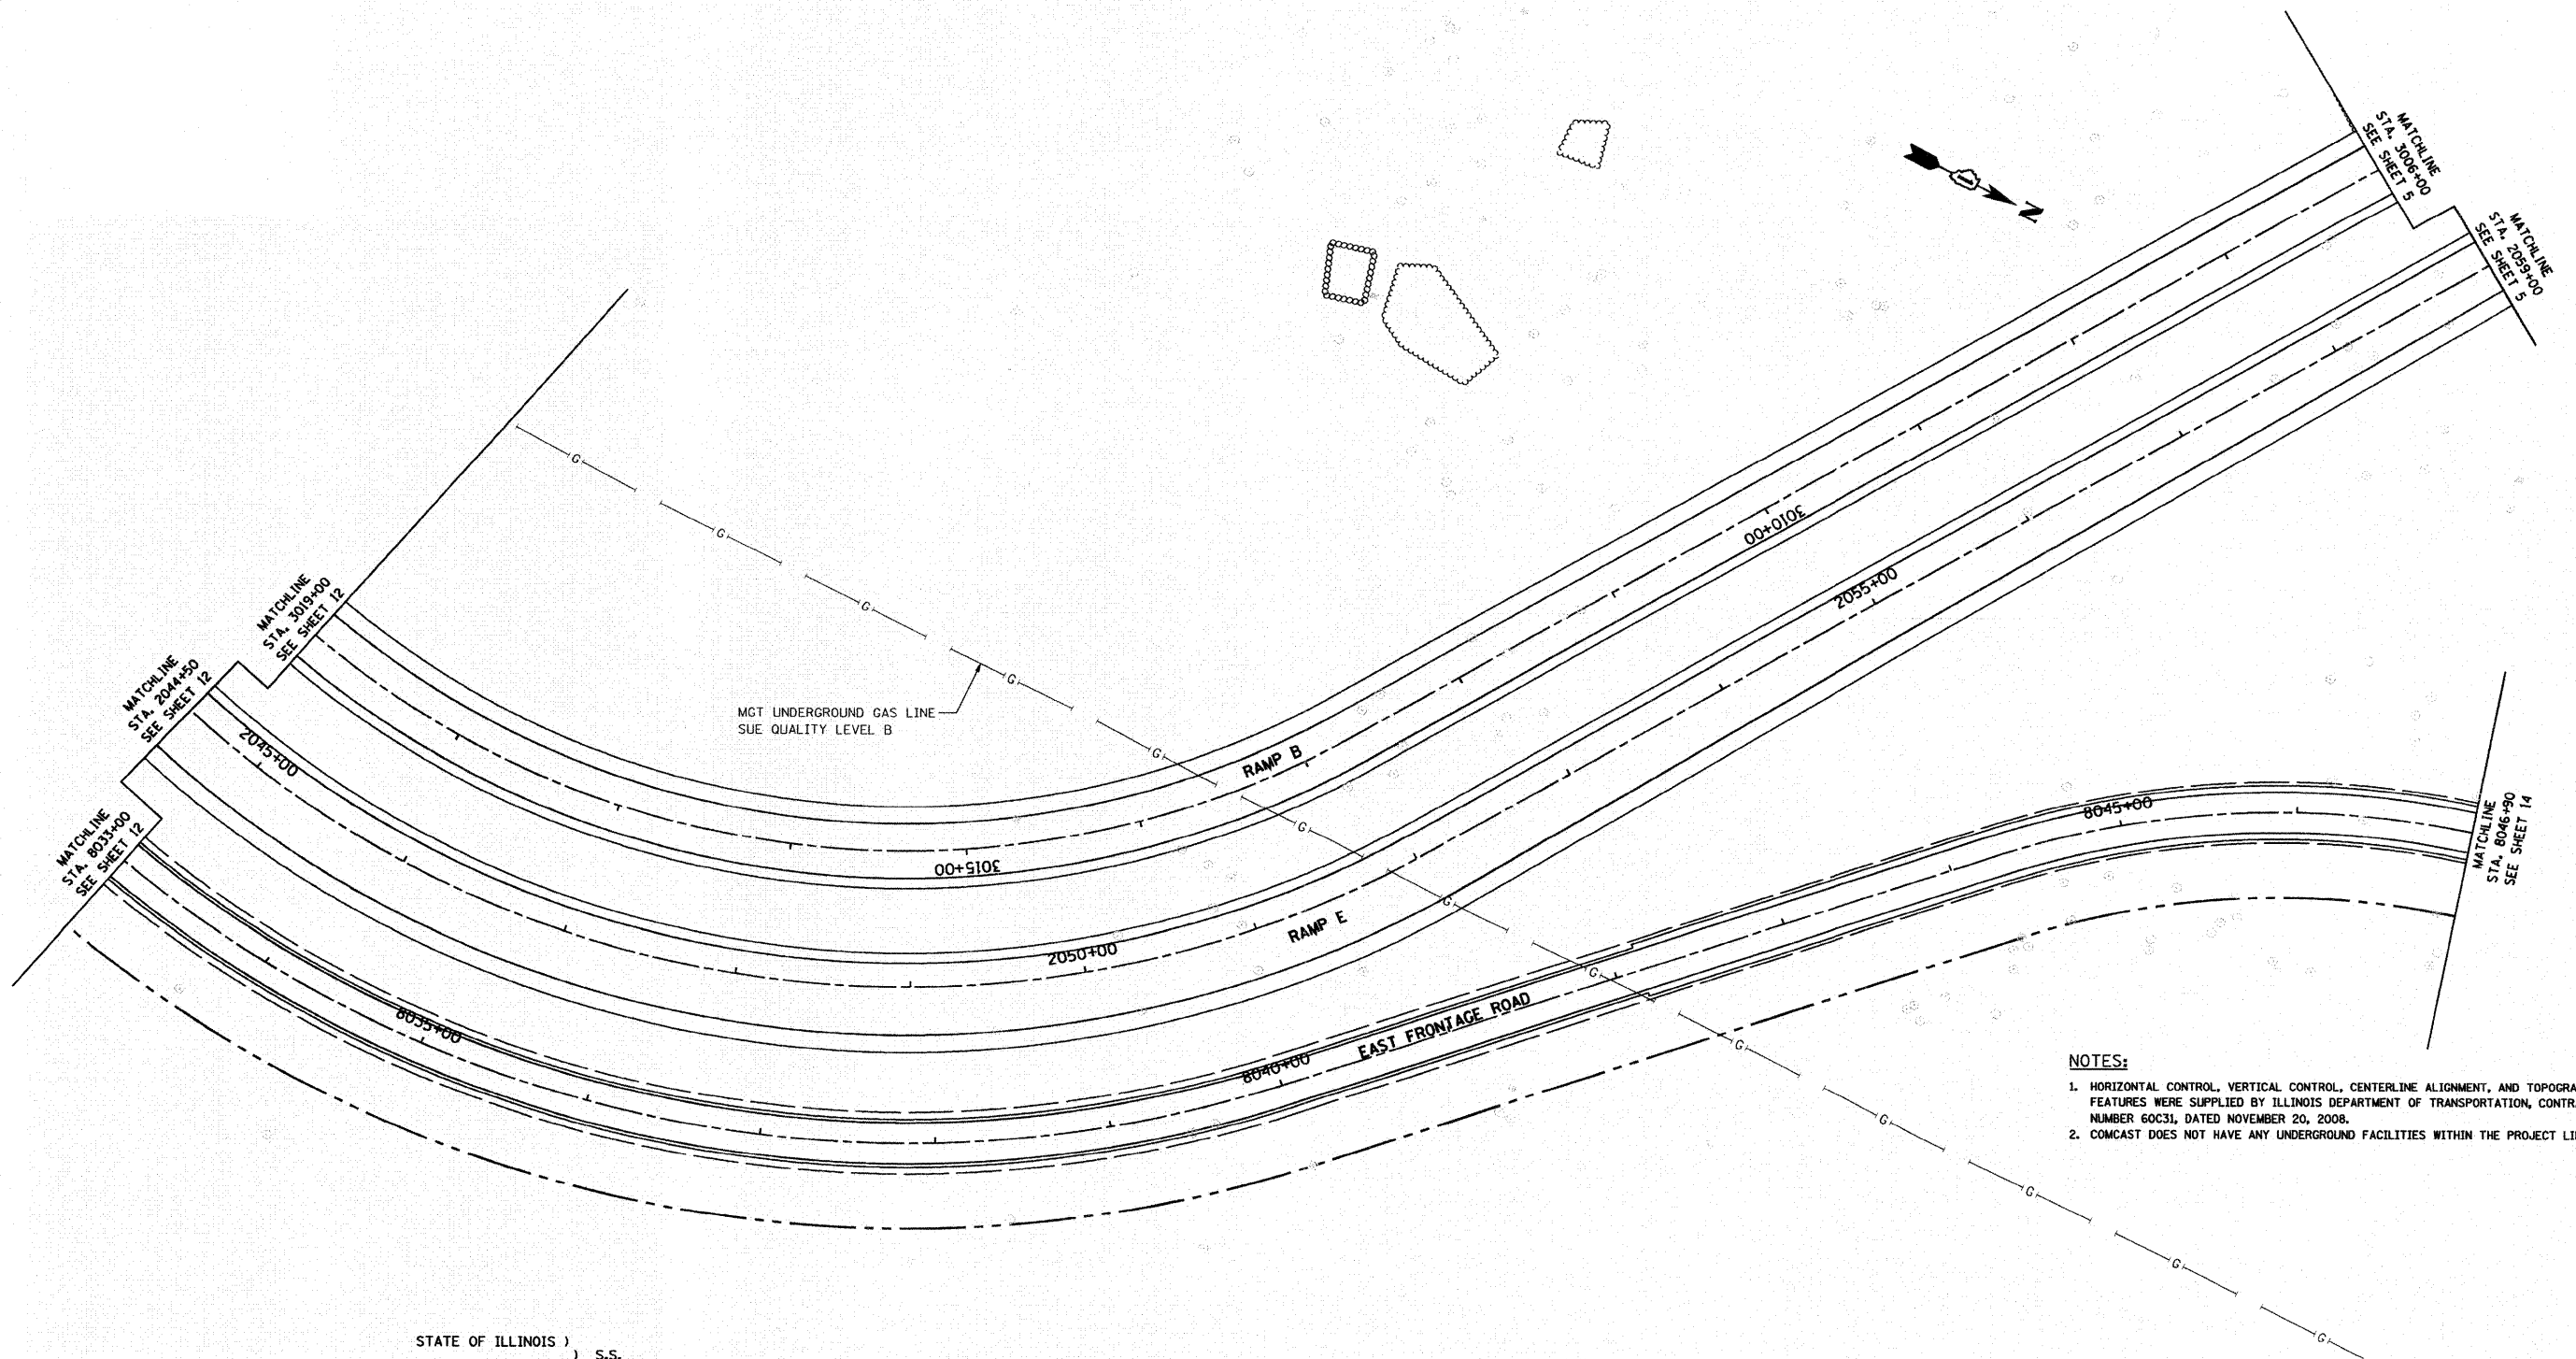 MATCHLINE
STA. 3006+00
SEE SHEET 5
N
MATCHLINE
STA. 2059+00
SEE SHEET 5
G
G
G
G
3010+00
2055+00
MATCHLINE
STA. 3019+00
SEE SHEET 12
MATCHLINE
STA. 2044+50
SEE SHEET 12
MGT UNDERGROUND GAS LINE
SUE QUALITY LEVEL B
2045+00
G
RAMP B
G
8045+00
MATCHLINE
STA. 8033+00
SEE SHEET 12
MATCHLINE
STA. 8046+90
SEE SHEET 14
3015+00
G
RAMP E
2050+00
G
EAST FRONTAGE ROAD
8035+00
8040+00
G
NOTES:
1. HORIZONTAL CONTROL, VERTICAL CONTROL, CENTERLINE ALIGNMENT, AND TOPOGRA
FEATURES WERE SUPPLIED BY ILLINOIS DEPARTMENT OF TRANSPORTATION, CONTR
NUMBER 60C31, DATED NOVEMBER 20, 2008.
2. COMCAST DOES NOT HAVE ANY UNDERGROUND FACILITIES WITHIN THE PROJECT LI
G
G
G
G
STATE OF ILLINOIS )
) S.S.